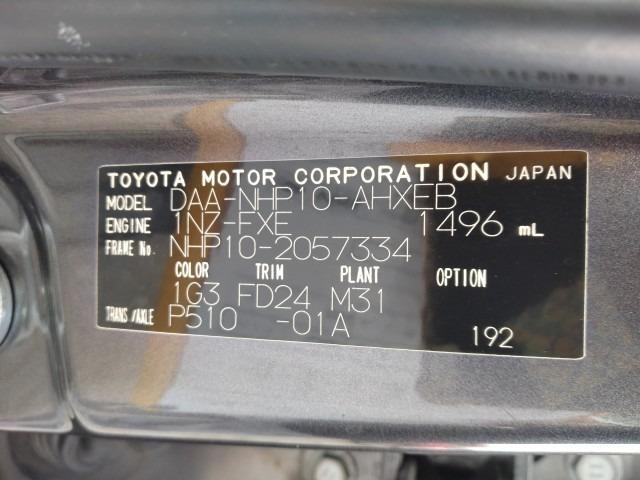 TOYOTA MOTOR CORPORATION JAPAN
MODEL DAA-NHP10-AHXEB
ENGINE 1NZ-FXE 1496 mL
FRAME No. NHP10-2057334
COLOR TRIM PLANT OPTION
1G3 FD24 M31
TRANS/AXLE P510 -01A
192